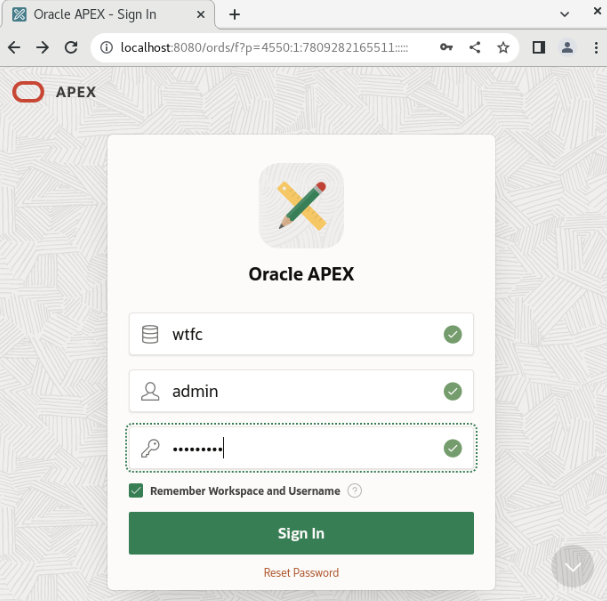 Oracle APEX - Sign In
localhost:8080/ords/f?p=4550:1:7809282165511:::::
APEX
Oracle APEX
wtfc
admin
•••••••••
Remember Workspace and Username ?
Sign In
Reset Password